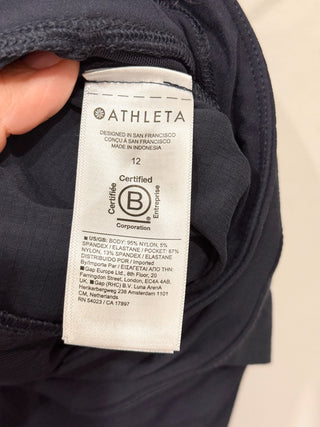 ATHLETA
DESIGNED IN SAN FRANCISCO
CONÇU À SAN FRANCISCO
MADE IN INDONESIA
12
Certified
Certifiée
B
®
Entreprise
Corporation
US/GB: BODY: 95% NYLON, 5%
SPANDEX / ELASTANE / POCKET: 87%
NYLON, 13% SPANDEX / ELASTANE
DISTRIBUIDO POR / Imported
By/Importe Par / ΕΙΣΑΓΕΤΑΙ ΑΠΟ ΤΗΝ:
Gap Europe Ltd., 8th Floor, 20
Farringdon Street, London, EC4A 4AB,
UK. Gap (RHC) B.V. Luna ArenA
Herikerbergweg 238 Amsterdam 1101
CM, Netherlands
RN 54023 / CA 17897